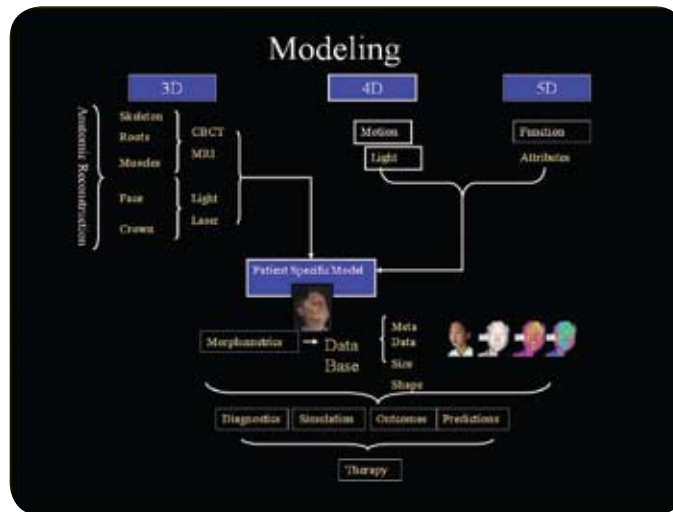 Modeling
3D
4D
5D
Anatomic Reconstruction
Skeleton
Roots
Muscles
Face
Crown
CBCT
MRI
Light
Laser
Motion
Light
Function
Attributes
Patient Specific Model
Morphometrics
Data
Base
Meta
Data
Size
Shape
Diagnostics
Simulation
Outcomes
Predictions
Therapy